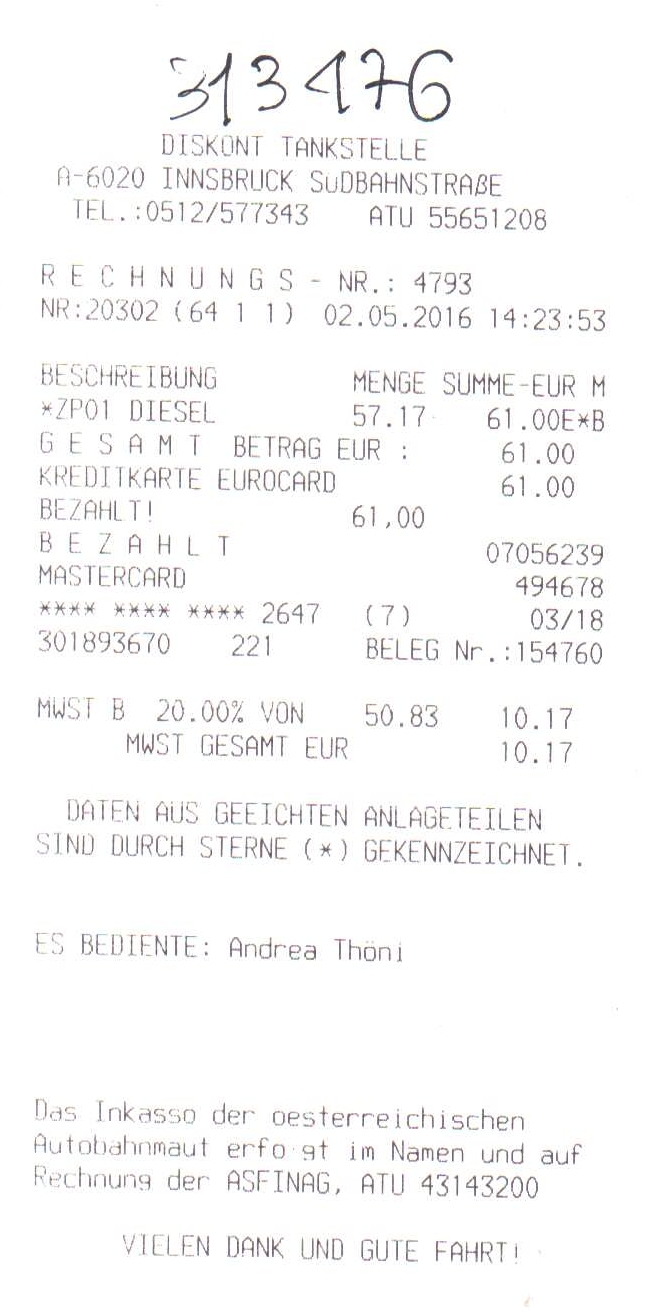 313476
DISKONT TANKSTELLE
A-6020 INNSBRUCK SuDBAHNSTRAßE
TEL.:0512/577343 ATU 55651208
R E C H N U N G S - NR.: 4793
NR:20302 (64 1 1) 02.05.2016 14:23:53
BESCHREIBUNG MENGE SUMME-EUR M
*ZP01 DIESEL 57.17 61.00E*B
G E S A M T BETRAG EUR : 61.00
KREDITKARTE EUROCARD 61.00
BEZAHLT! 61,00
B E Z A H L T 07056239
MASTERCARD 494678
**** **** **** 2647 (7) 03/18
301893670 221 BELEG Nr.:154760
MWST B 20.00% VON 50.83 10.17
MWST GESAMT EUR 10.17
DATEN AUS GEEICHTEN ANLAGETEILEN
SIND DURCH STERNE (*) GEKENNZEICHNET.
ES BEDIENTE: Andrea Thöni
Das Inkasso der oesterreichischen
Autobahnmaut erfo gt im Namen und auf
Rechnung der ASFINAG, ATU 43143200
VIELEN DANK UND GUTE FAHRT!